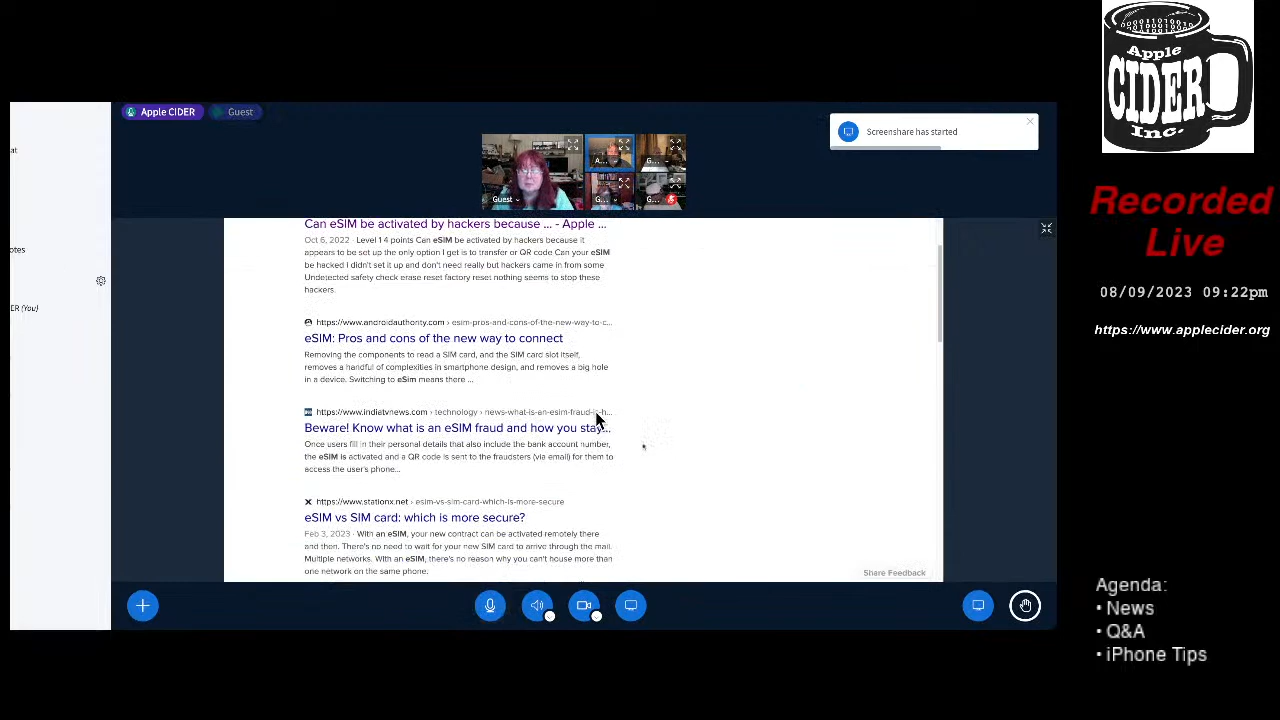 Apple CIDER
Guest
Screenshare has started
at
otes
ER (You)
Guest
A...
G...
G...
G...
Can eSIM be activated by hackers because ... - Apple ...
Oct 6, 2022 · Level 1 4 points Can eSIM be activated by hackers because it
appears to be set up the only option I get is to transfer or QR code Can your eSIM
be hacked I didn't set it up and don't need really but hackers came in from some
Undetected safety check erase reset factory reset nothing seems to stop these
hackers.
https://www.androidauthority.com › esim-pros-and-cons-of-the-new-way-to-c...
eSIM: Pros and cons of the new way to connect
Removing the components to read a SIM card, and the SIM card slot itself,
removes a handful of complexities in smartphone design, and removes a big hole
in a device. Switching to eSim means there ...
https://www.indiatvnews.com › technology › news-what-is-an-esim-fraud-is-h...
Beware! Know what is an eSIM fraud and how you stay...
Once users fill in their personal details that also include the bank account number,
the eSIM is activated and a QR code is sent to the fraudsters (via email) for them to
access the user's phone...
https://www.stationx.net › esim-vs-sim-card-which-is-more-secure
eSIM vs SIM card: which is more secure?
Feb 3, 2023 · With an eSIM, your new contract can be activated remotely there
and then. There's no need to wait for your new SIM card to arrive through the mail.
Multiple networks. With an eSIM, there's no reason why you can't house more than
one network on the same phone.
Share Feedback
Apple
CIDER
Inc.
Recorded
Live
08/09/2023 09:22pm
https://www.applecider.org
Agenda:
• News
• Q&A
• iPhone Tips